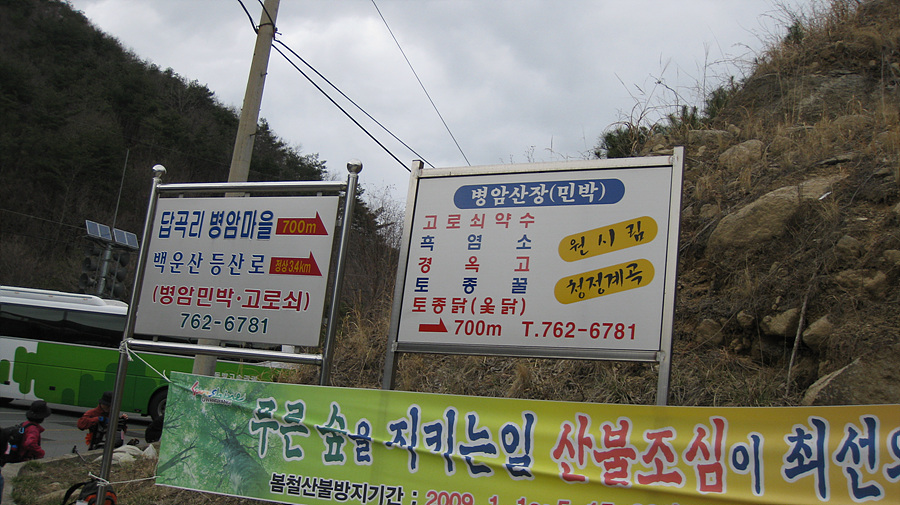 답곡리 병암마을 700m
백운산 등산로 정상3.4km
(병암민박·고로쇠)
762-6781
병암산장(민박)
고로쇠약수
흑염소
경옥고
토종꿀
토종닭(옻닭)
700m T.762-6781
원시림
청정계곡
푸른 숲을 지키는일 산불조심이 최선의
봄철산불방지기간 : 2009. 1. 1